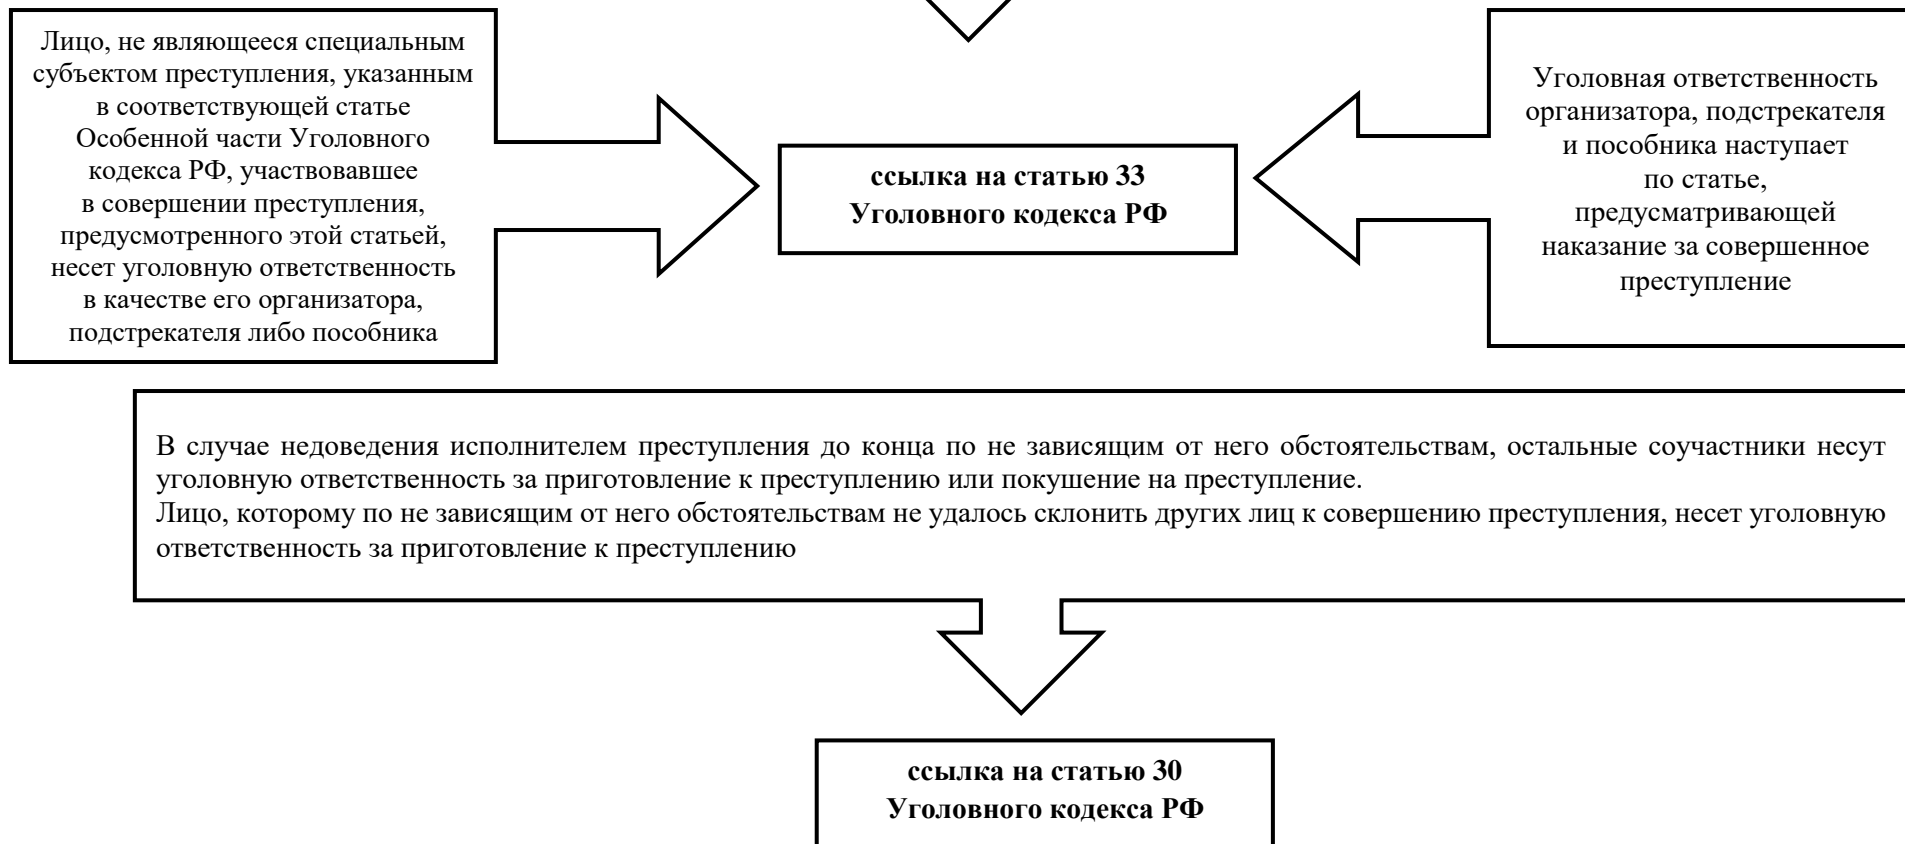 Лицо, не являющееся специальным
субъектом преступления, указанным
в соответствующей статье
Особенной части Уголовного
кодекса РФ, участвовавшее
в совершении преступления,
предусмотренного этой статьей,
несет уголовную ответственность
в качестве его организатора,
подстрекателя либо пособника
ссылка на статью 33
Уголовного кодекса РФ
Уголовная ответственность
организатора, подстрекателя
и пособника наступает
по статье,
предусматривающей
наказание за совершенное
преступление
В случае недоведения исполнителем преступления до конца по не зависящим от него обстоятельствам, остальные соучастники несут
уголовную ответственность за приготовление к преступлению или покушение на преступление.
Лицо, которому по не зависящим от него обстоятельствам не удалось склонить других лиц к совершению преступления, несет уголовную
ответственность за приготовление к преступлению
ссылка на статью 30
Уголовного кодекса РФ